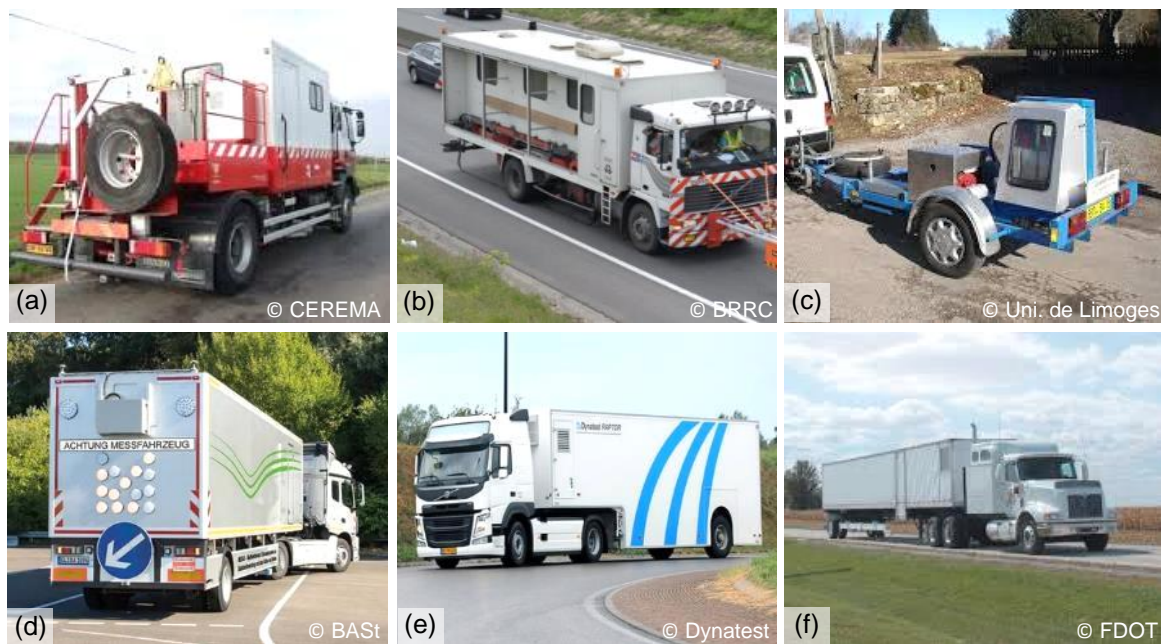 (a)
© CEREMA
(b)
© BRRC
(c)
© Uni. de Limoges
ACHTUNG MESSFAHRZEUG
(d)
© BASt
Dynatest RAPTOR
(e)
© Dynatest
(f)
© FDOT